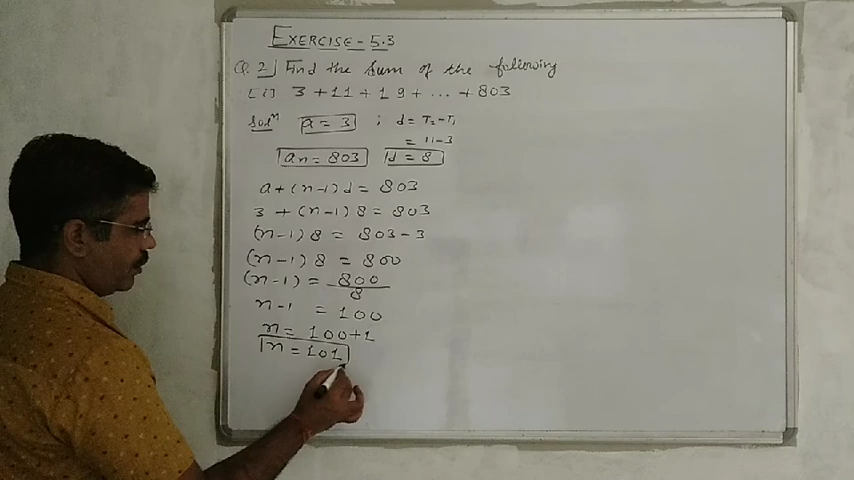 EXERCISE-5.3
Q.2] Find the sum of the following
[i] 3 + 11 + 19 + ... + 803
Solⁿ a = 3 ; d = T₂-T₁
= 11-3
an = 803 d = 8
a + (n-1) d = 803
3 + (n-1) 8 = 803
(n-1) 8 = 803-3
(n-1) 8 = 800
(n-1) = 800/8
n-1 = 100
n = 100+1
n = 101